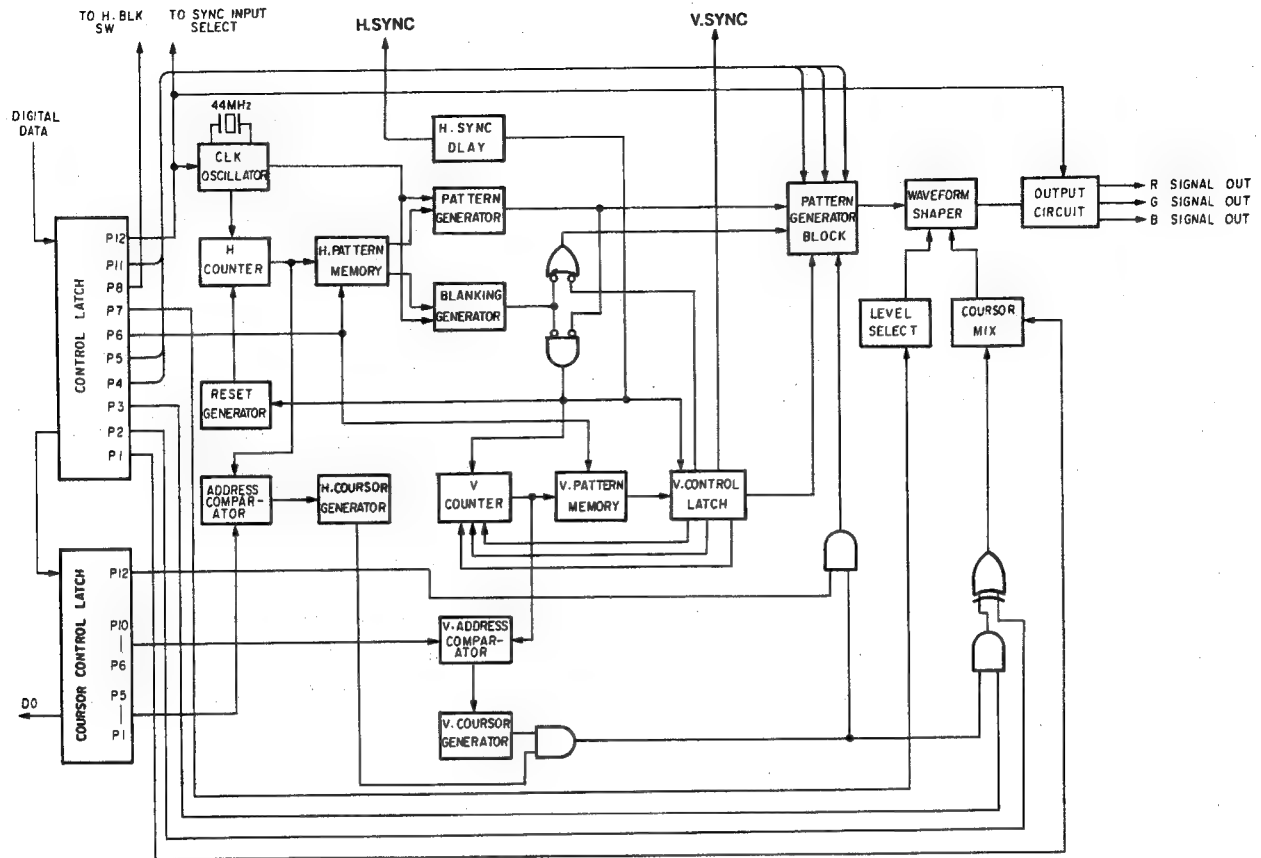 TO H. BLK
SW
TO SYNC INPUT
SELECT
H.SYNC
V.SYNC
DIGITAL
DATA
44MHz
CLK
OSCILLATOR
H. SYNC
DLAY
PATTERN
GENERATOR
PATTERN
GENERATOR
BLOCK
WAVEFORM
SHAPER
OUTPUT
CIRCUIT
R SIGNAL OUT
G SIGNAL OUT
B SIGNAL OUT
CONTROL LATCH
P12
P11
P8
P7
P6
P5
P4
P3
P2
P1
H
COUNTER
H.PATTERN
MEMORY
BLANKING
GENERATOR
LEVEL
SELECT
COURSOR
MIX
RESET
GENERATOR
ADDRESS
COMPAR-
ATOR
H.COURSOR
GENERATOR
V
COUNTER
V.PATTERN
MEMORY
V.CONTROL
LATCH
COURSOR CONTROL LATCH
P12
P10
P6
P5
P1
DO
V.ADDRESS
COMPAR-
ATOR
V. COURSOR
GENERATOR